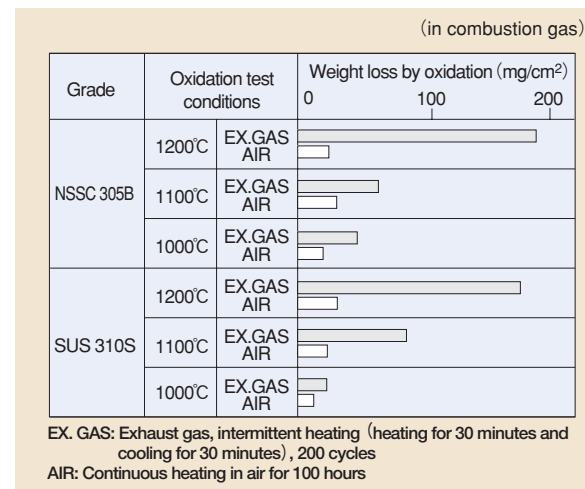 (in combustion gas)
Grade
Oxidation test conditions
Weight loss by oxidation (mg/cm²)
0 100 200
NSSC 305B
1200℃ EX.GAS
AIR
1100℃ EX.GAS
AIR
1000℃ EX.GAS
AIR
SUS 310S
1200℃ EX.GAS
AIR
1100℃ EX.GAS
AIR
1000℃ EX.GAS
AIR
EX. GAS: Exhaust gas, intermittent heating (heating for 30 minutes and
cooling for 30 minutes), 200 cycles
AIR: Continuous heating in air for 100 hours